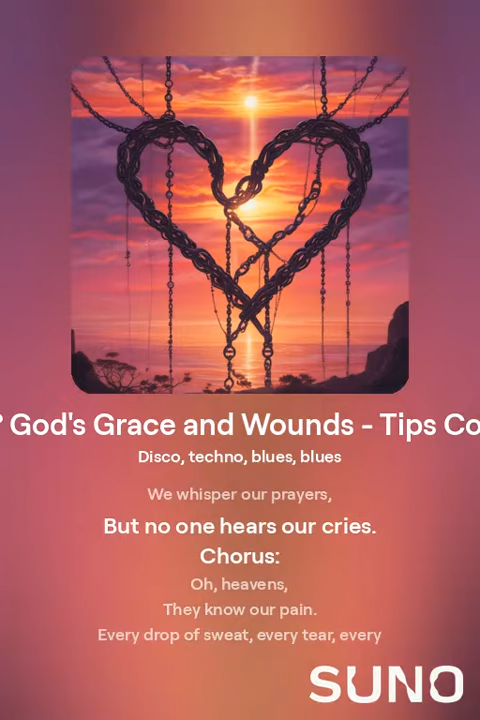 God's Grace and Wounds - Tips Co
Disco, techno, blues, blues
We whisper our prayers,
But no one hears our cries.
Chorus:
Oh, heavens,
They know our pain.
Every drop of sweat, every tear, every
SUNO